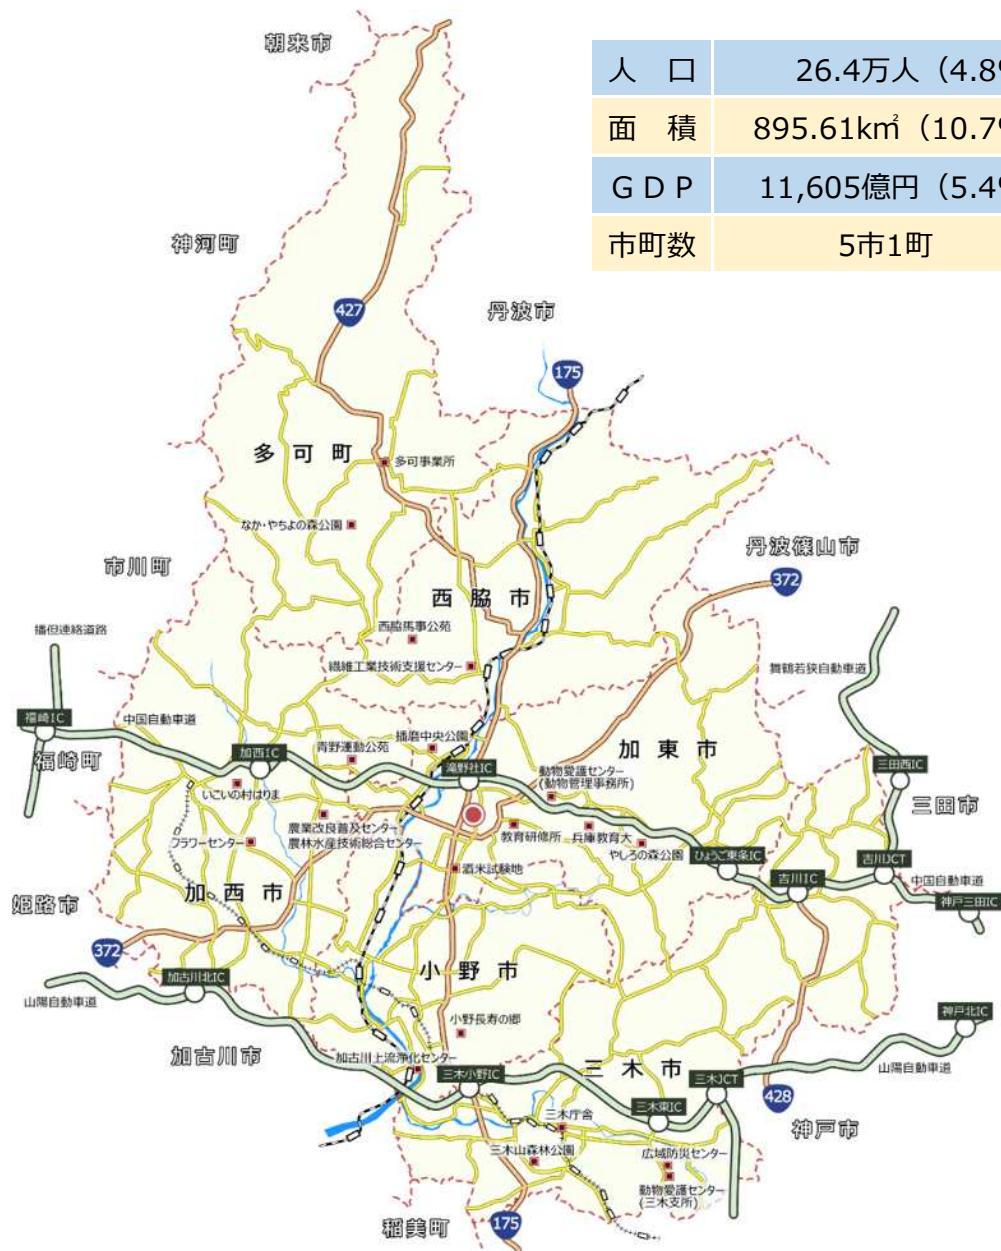 朝来市
人 口 26.4万人（4.8%
面 積 895.61k㎡（10.7%
ＧＤＰ 11,605億円（5.4%
市町数 5市1町
神河町
427
丹波市
175
多可町
多可事業所
なか・やちよの森公園
市川町
丹波篠山市
372
西脇市
西脇馬事公苑
播但連絡道路
繊維工業技術支援センター
舞鶴若狭自動車道
福崎IC
中国自動車道
福崎町
加西IC
青野運動公苑
播磨中央公園
加東市
滝野社IC
三田西IC
いこいの村はりま
動物愛護センター
(動物管理事務所)
三田市
農業改良普及センター
農林水産技術総合センター
フラワーセンター
教育研修所
兵庫教育大
やしろの森公園
ひょうご東条IC
吉川JCT
酒米試験地
吉川IC
中国自動車道
加西市
姫路市
神戸三田IC
372
小野市
加古川北IC
山陽自動車道
神戸北IC
小野長寿の郷
加古川市
加古川上流浄化センター
三木小野IC
三木市
三木JCT
山陽自動車道
428
三木東IC
三木庁舎
神戸市
三木山森林公園
広域防災センター
動物愛護センター
(三木支所)
稲美町
175